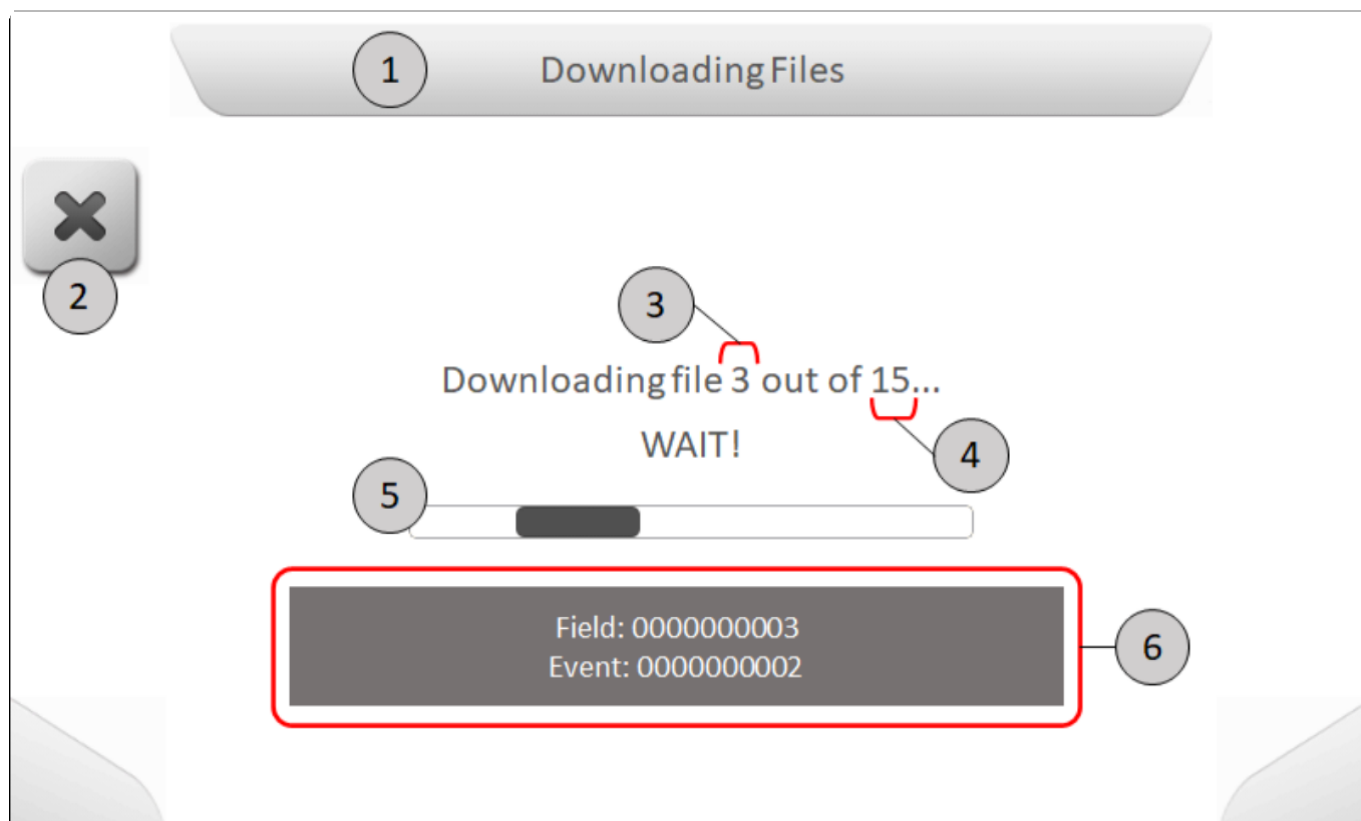 1 Downloading Files
2
3
Downloading file 3 out of 15...
WAIT!
4
5
Field: 0000000003
Event: 0000000002
6